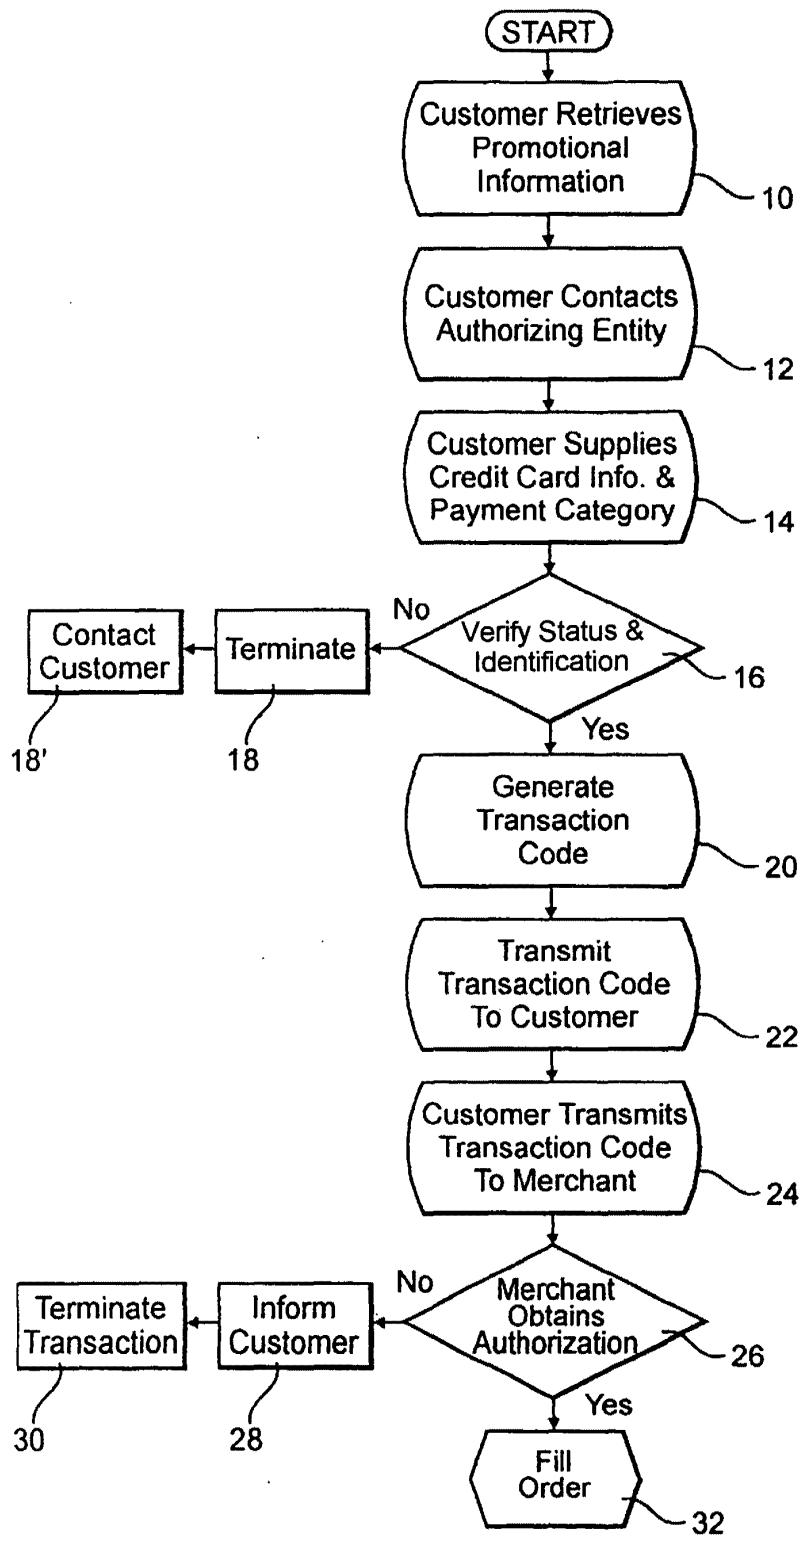 START
Customer Retrieves
Promotional
Information
10
Customer Contacts
Authorizing Entity
12
Customer Supplies
Credit Card Info. &
Payment Category
14
Verify Status &
Identification
16
No
Terminate
18
Contact
Customer
18'
Yes
Generate
Transaction
Code
20
Transmit
Transaction Code
To Customer
22
Customer Transmits
Transaction Code
To Merchant
24
Merchant
Obtains
Authorization
26
No
Inform
Customer
28
Terminate
Transaction
30
Yes
Fill
Order
32